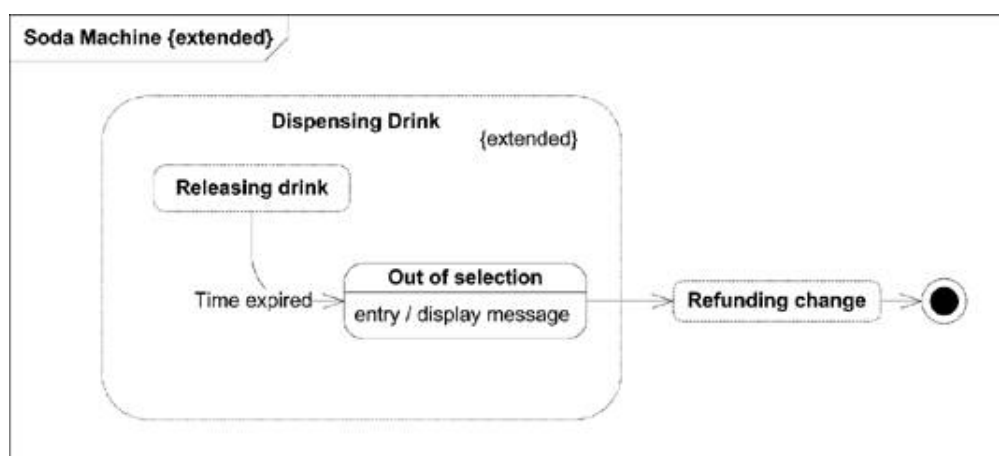 Soda Machine {extended}
Dispensing Drink
{extended}
Releasing drink
Out of selection
Time expired
entry / display message
Refunding change